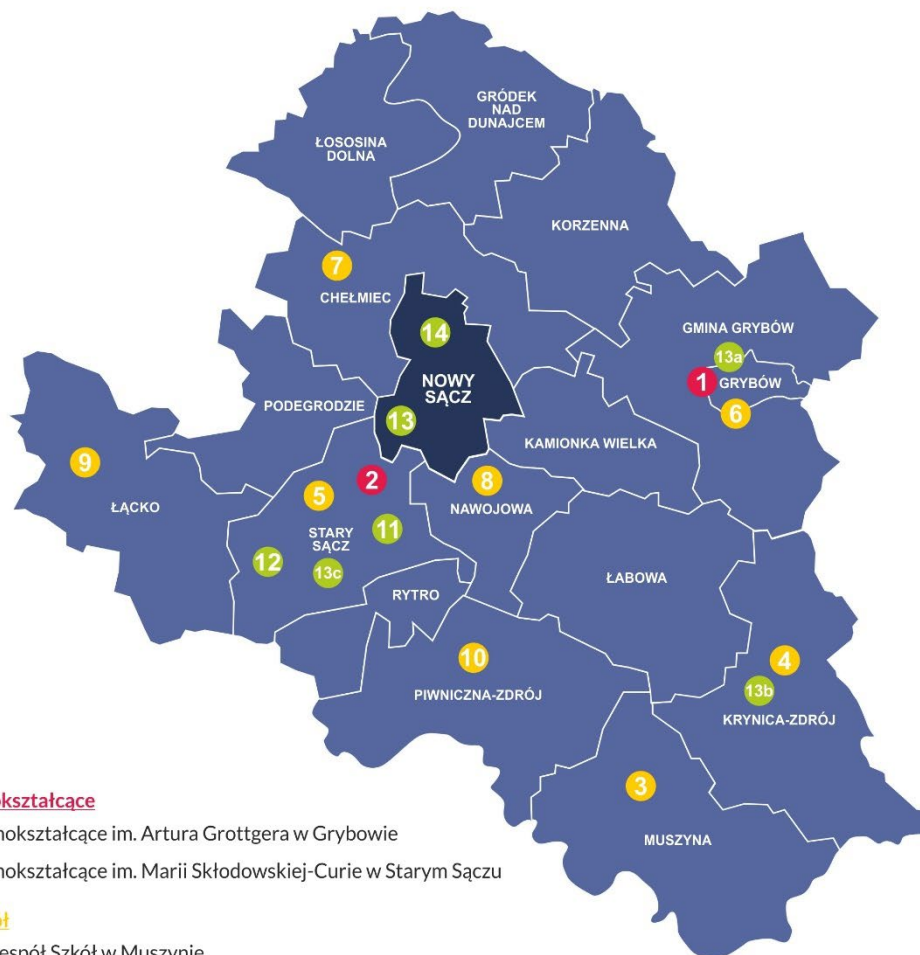 GRÓDEK
NAD
DUNAJCEM
ŁOSOSINA
DOLNA
KORZENNA
7
CHEŁMIEC
14
GMINA GRYBÓW
13a
1
GRYBÓW
6
NOWY
SĄCZ
PODEGRODZIE
13
KAMIONKA WIELKA
9
ŁĄCKO
2
5
8
NAWOJOWA
11
STARY
SĄCZ
12
13c
RYTRO
ŁABOWA
10
PIWNICZNA-ZDRÓJ
4
13b
KRYNICA-ZDRÓJ
3
MUSZYNA
okształcące
nokształcące im. Artura Grottgera w Grybowie
nokształcące im. Marii Skłodowskiej-Curie w Starym Sączu
ół
espół Szkół w Muszynie